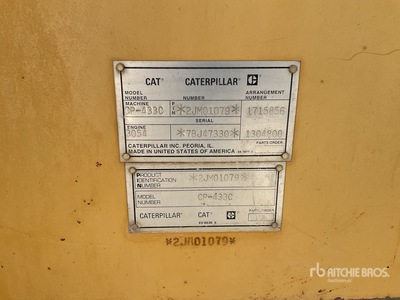 CAT CATERPILLAR C
MODEL NUMBER NUMBER ARRANGEMENT NUMBER
MACHINE CP-433C P I N *2JM01079* 1716856
SERIAL
ENGINE 3054 *7BJ47330* 1304800
PARTS ORDER
CATERPILLAR INC. PEORIA, IL
MADE IN UNITED STATES OF AMERICA
PRODUCT IDENTIFICATION NUMBER *2JM01079*
MODEL NUMBER CP-433C
CATERPILLAR CAT C
*2JM01079*
rb RITCHIE BROS.